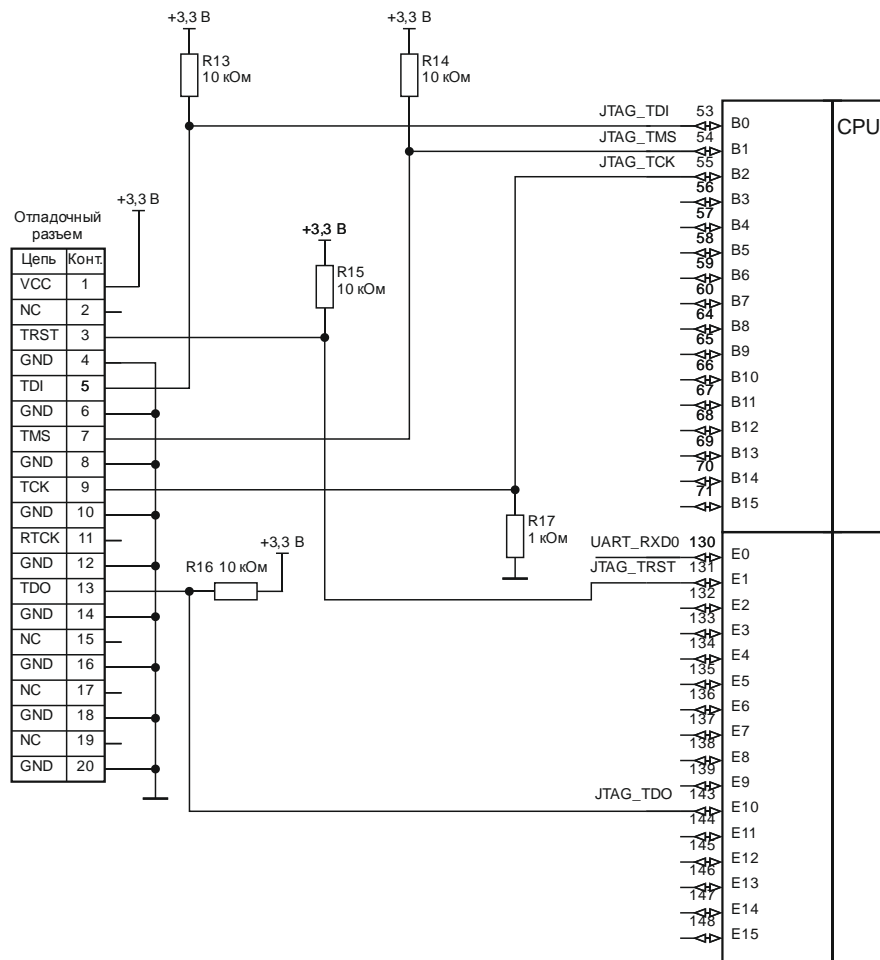 +3,3 В
+3,3 В
R13
10 кОм
R14
10 кОм
JTAG_TDI 53 B0
CPU
JTAG_TMS 54 B1
JTAG_TCK 55 B2
56 B3
57 B4
58 B5
59 B6
60 B7
64 B8
65 B9
66 B10
67 B11
68 B12
69 B13
70 B14
71 B15
+3,3 В
+3,3 В
R15
10 кОм
Отладочный
разъем
Цепь Конт.
VCC 1
NC 2
TRST 3
GND 4
TDI 5
GND 6
TMS 7
GND 8
TCK 9
GND 10
RTCK 11
GND 12
TDO 13
GND 14
NC 15
GND 16
NC 17
GND 18
NC 19
GND 20
R17
1 кОм
R16 10 кОм
+3,3 В
UART_RXD0 130 E0
JTAG_TRST 131 E1
132 E2
133 E3
134 E4
135 E5
136 E6
137 E7
138 E8
139 E9
JTAG_TDO 143 E10
144 E11
145 E12
146 E13
147 E14
148 E15